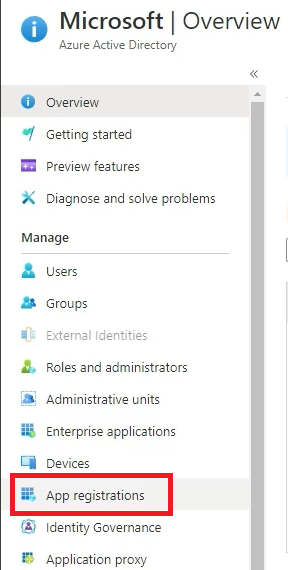 Microsoft | Overview
Azure Active Directory
«
Overview
Getting started
Preview features
Diagnose and solve problems
Manage
Users
Groups
External Identities
Roles and administrators
Administrative units
Enterprise applications
Devices
App registrations
Identity Governance
Application proxy